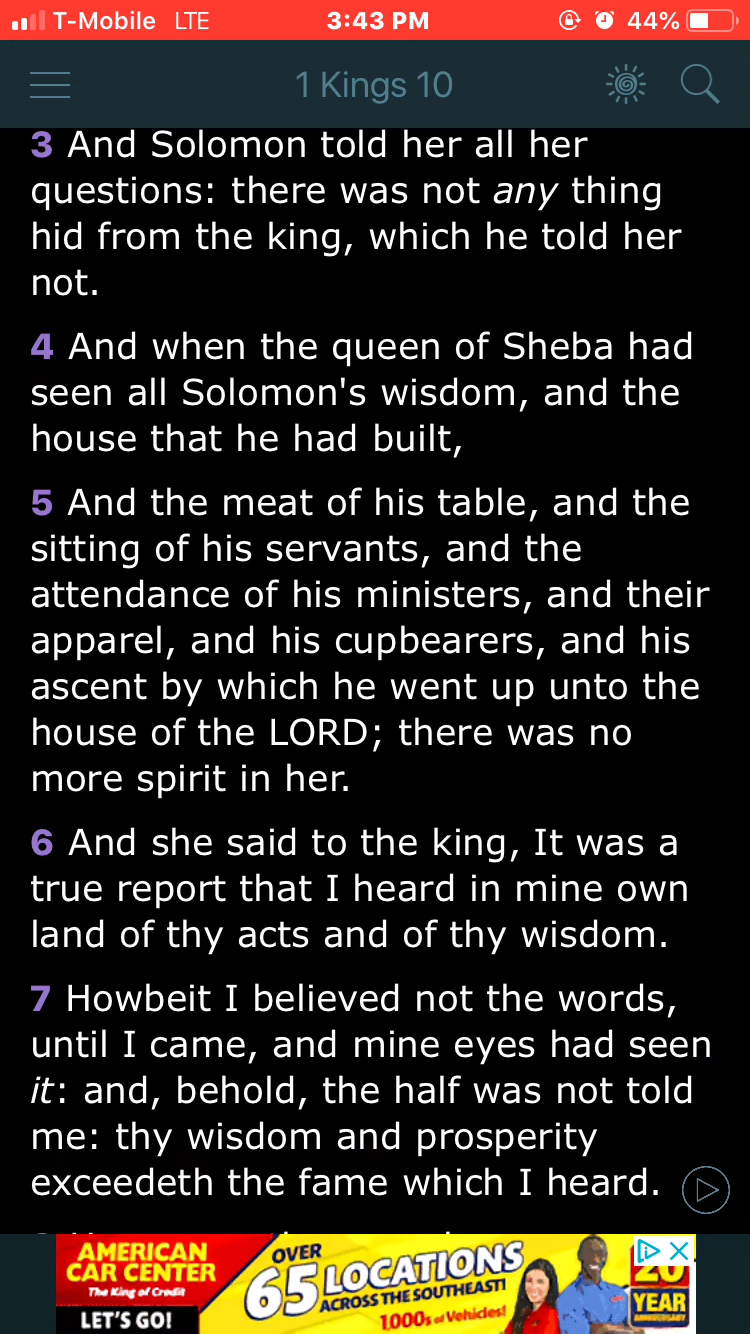 T-Mobile LTE 3:43 PM 44%
1 Kings 10
3 And Solomon told her all her
questions: there was not any thing
hid from the king, which he told her
not.
4 And when the queen of Sheba had
seen all Solomon's wisdom, and the
house that he had built,
5 And the meat of his table, and the
sitting of his servants, and the
attendance of his ministers, and their
apparel, and his cupbearers, and his
ascent by which he went up unto the
house of the LORD; there was no
more spirit in her.
6 And she said to the king, It was a
true report that I heard in mine own
land of thy acts and of thy wisdom.
7 Howbeit I believed not the words,
until I came, and mine eyes had seen
it: and, behold, the half was not told
me: thy wisdom and prosperity
exceedeth the fame which I heard.
AMERICAN
CAR CENTER
The King of Credit
LET'S GO!
OVER
65 LOCATIONS
ACROSS THE SOUTHEAST!
1,000s of Vehicles!
20
YEAR
ANNIVERSARY